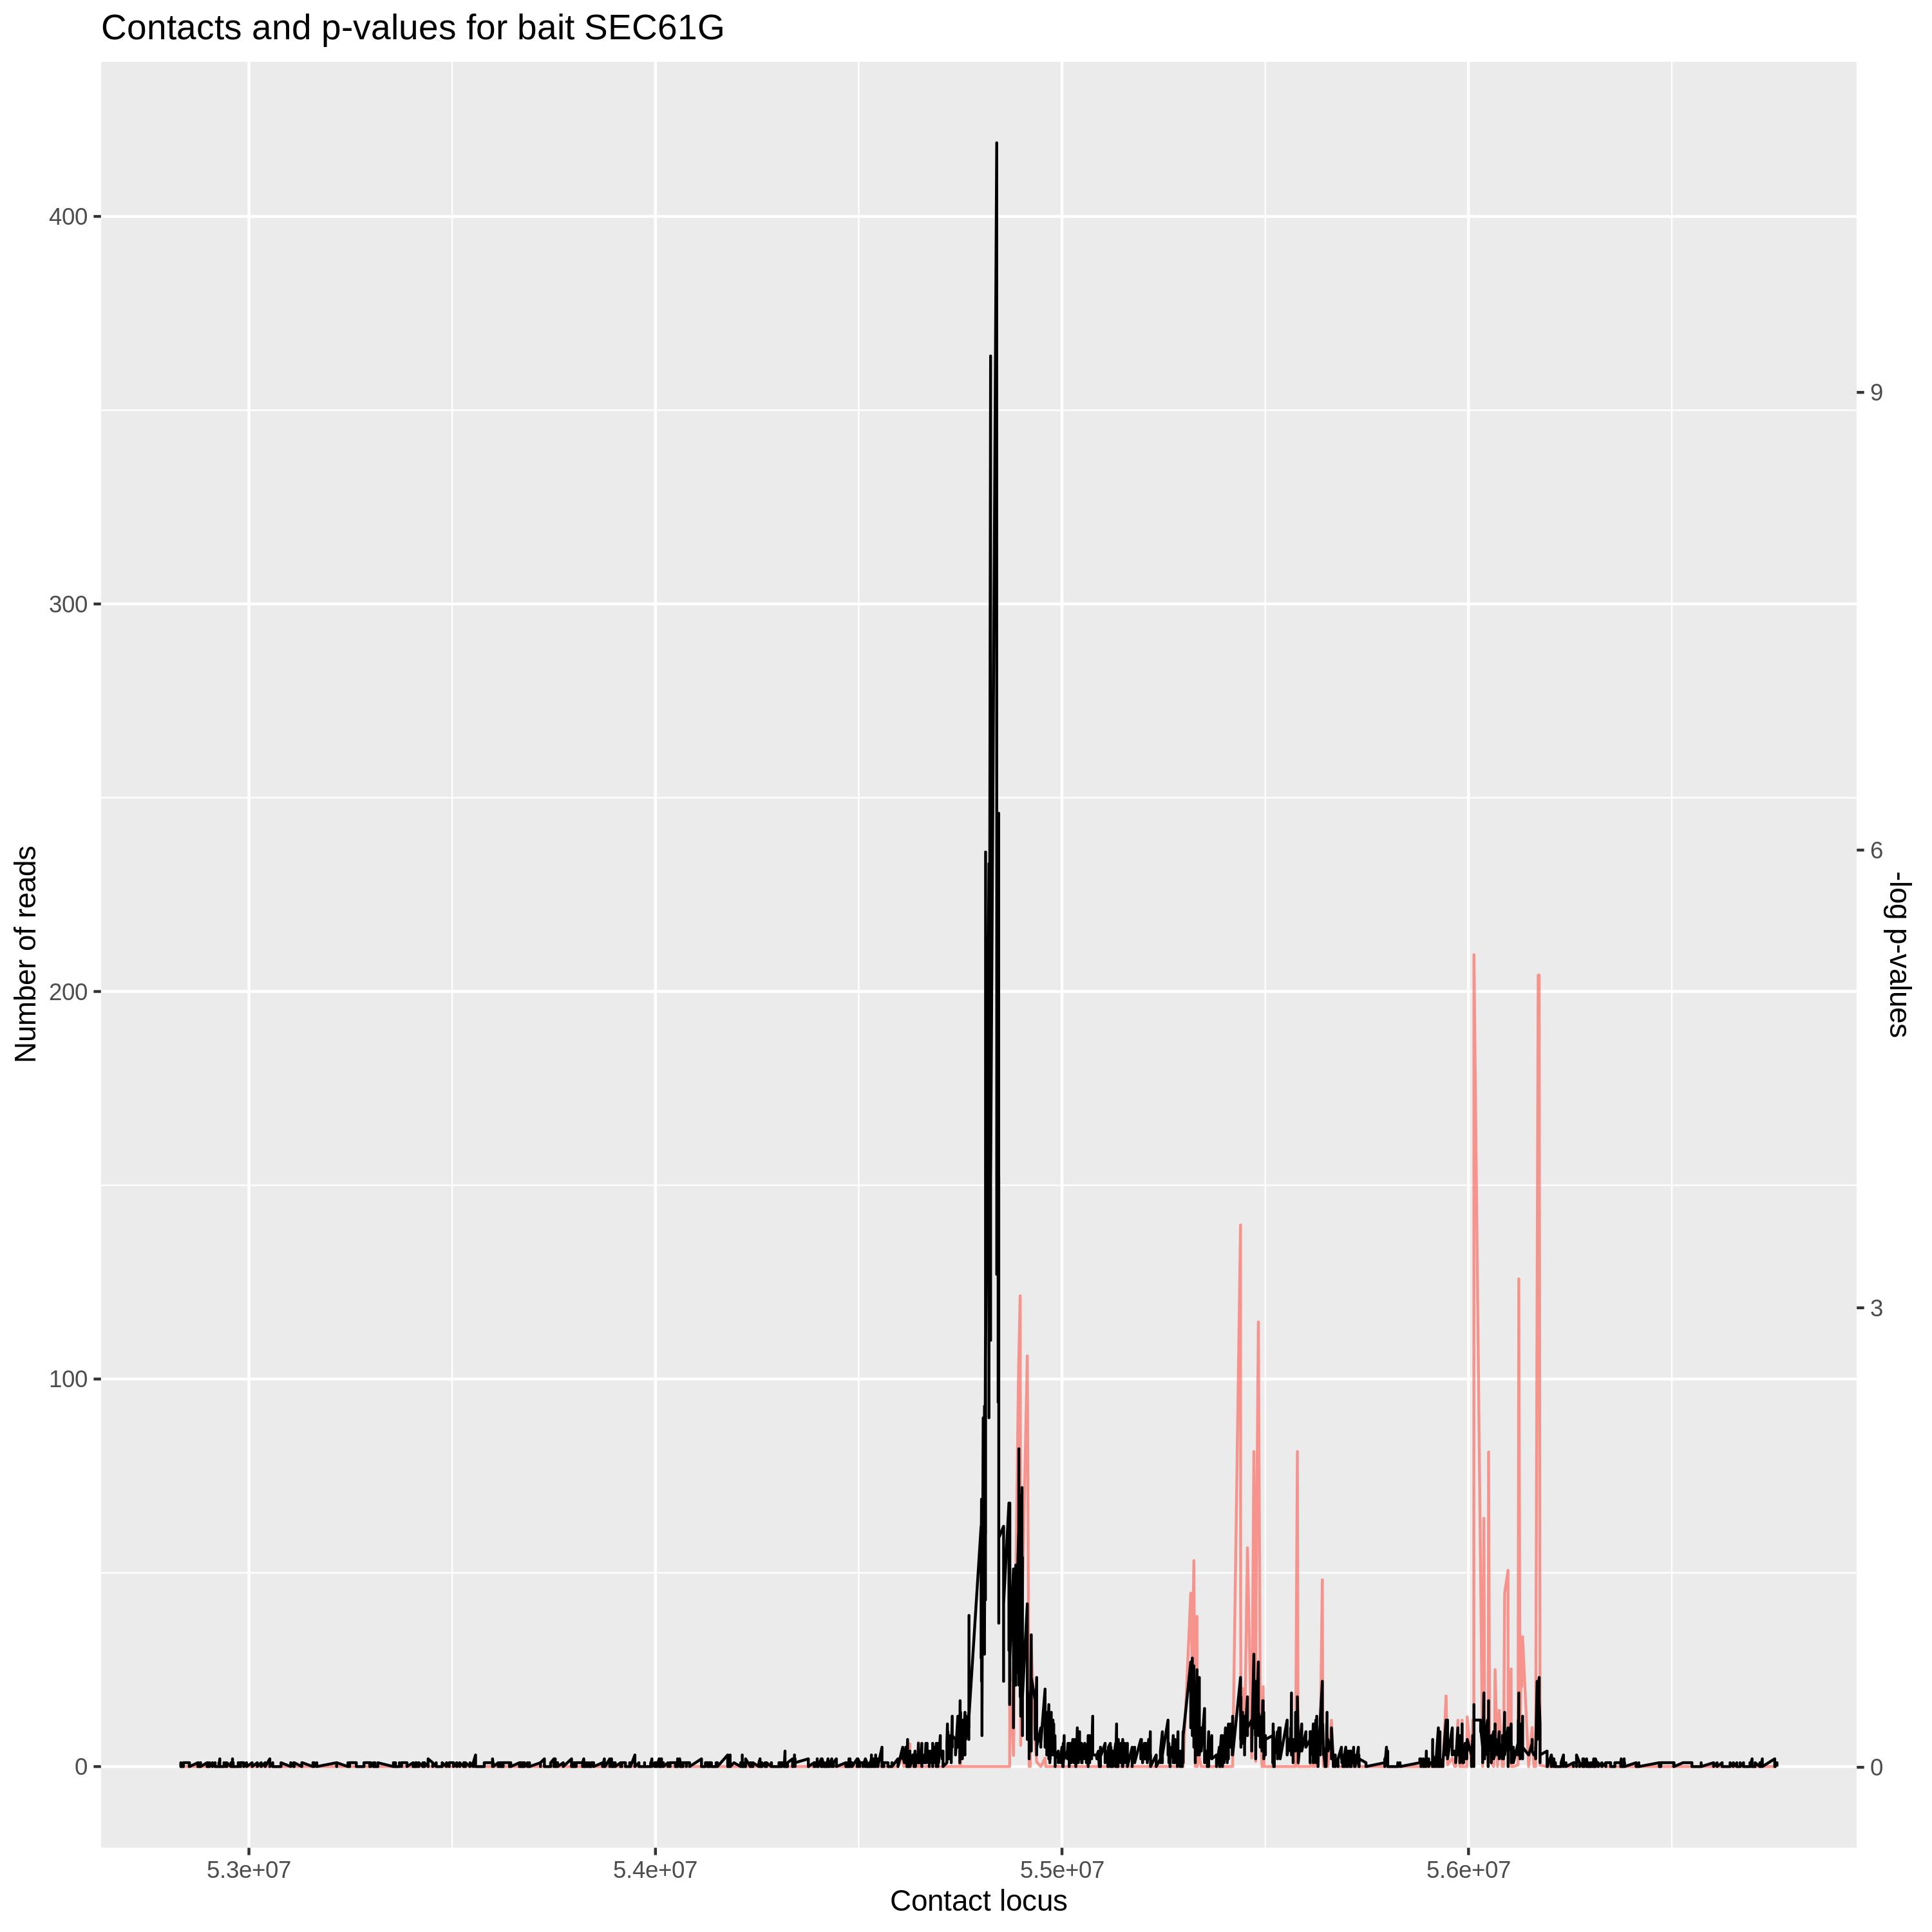 Contacts and p-values for bait SEC61G
400
300
200
100
0
Number of reads
9
6
3
0
-log p-values
5.3e+07
5.4e+07
5.5e+07
5.6e+07
Contact locus